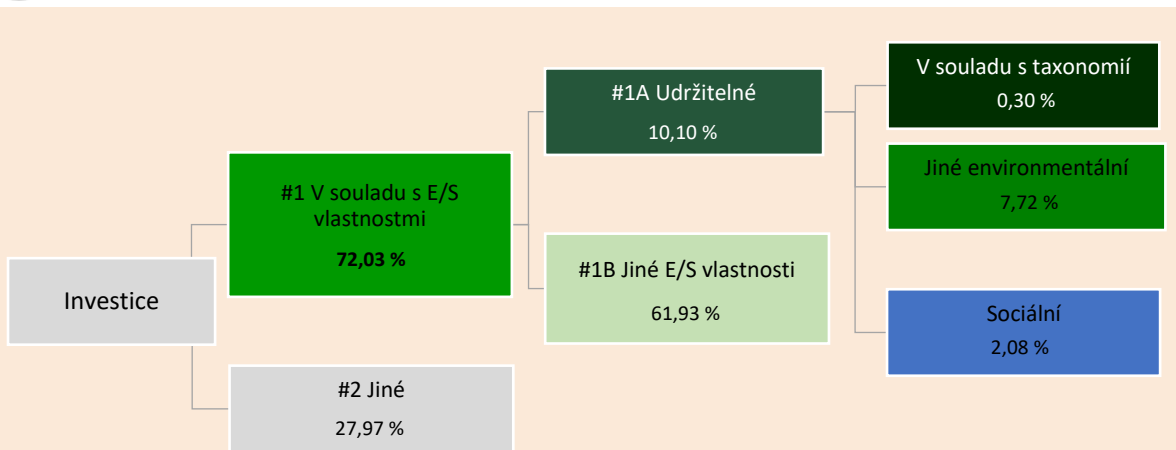 Investice
#1 V souladu s E/S
vlastnostmi
72,03 %
#2 Jiné
27,97 %
#1A Udržitelné
10,10 %
#1B Jiné E/S vlastnosti
61,93 %
V souladu s taxonomií
0,30 %
Jiné environmentální
7,72 %
Sociální
2,08 %